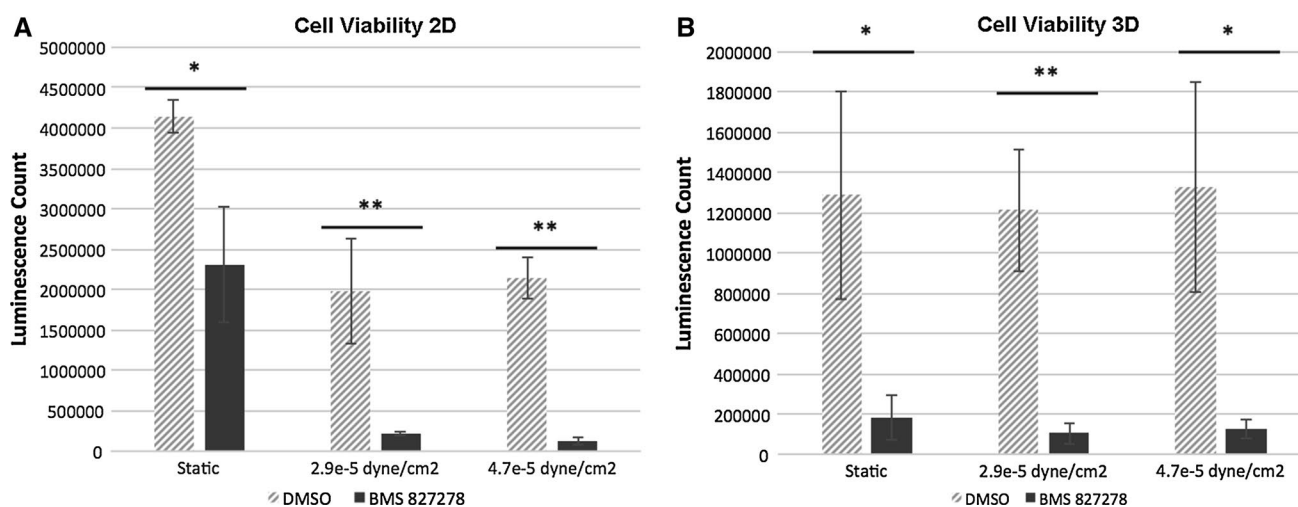 A
Cell Viability 2D
Luminescence Count
5000000
4500000
4000000
3500000
3000000
2500000
2000000
1500000
1000000
500000
0
*
**
**
Static
2.9e-5 dyne/cm2
4.7e-5 dyne/cm2
DMSO
BMS 827278
B
Cell Viability 3D
Luminescence Count
2000000
1800000
1600000
1400000
1200000
1000000
800000
600000
400000
200000
0
*
**
*
Static
2.9e-5 dyne/cm2
4.7e-5 dyne/cm2
DMSO
BMS 827278